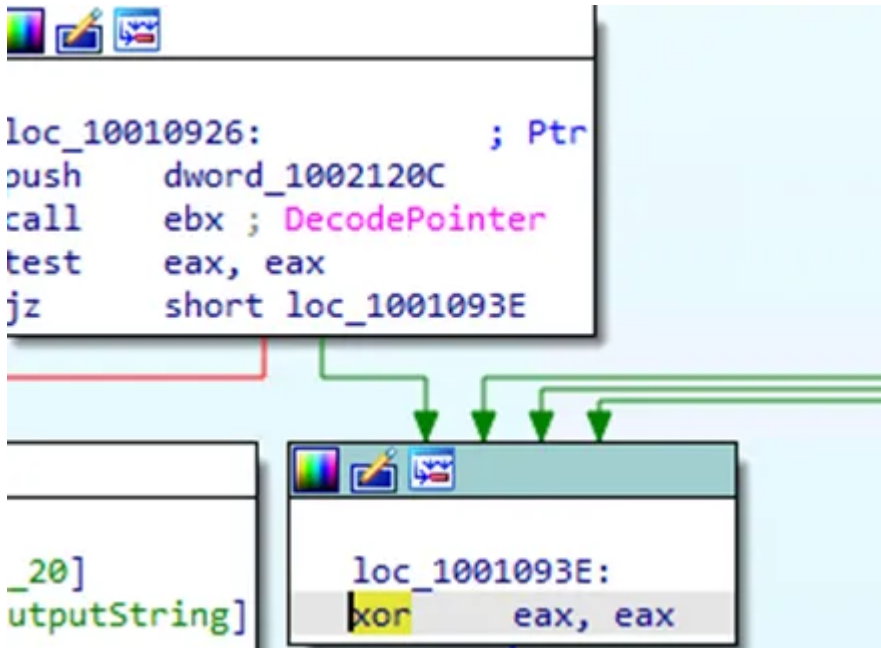 loc_10010926: ; Ptr
push dword_1002120C
call ebx ; DecodePointer
test eax, eax
jz short loc_1001093E
_20]
utputString]
loc_1001093E:
xor eax, eax